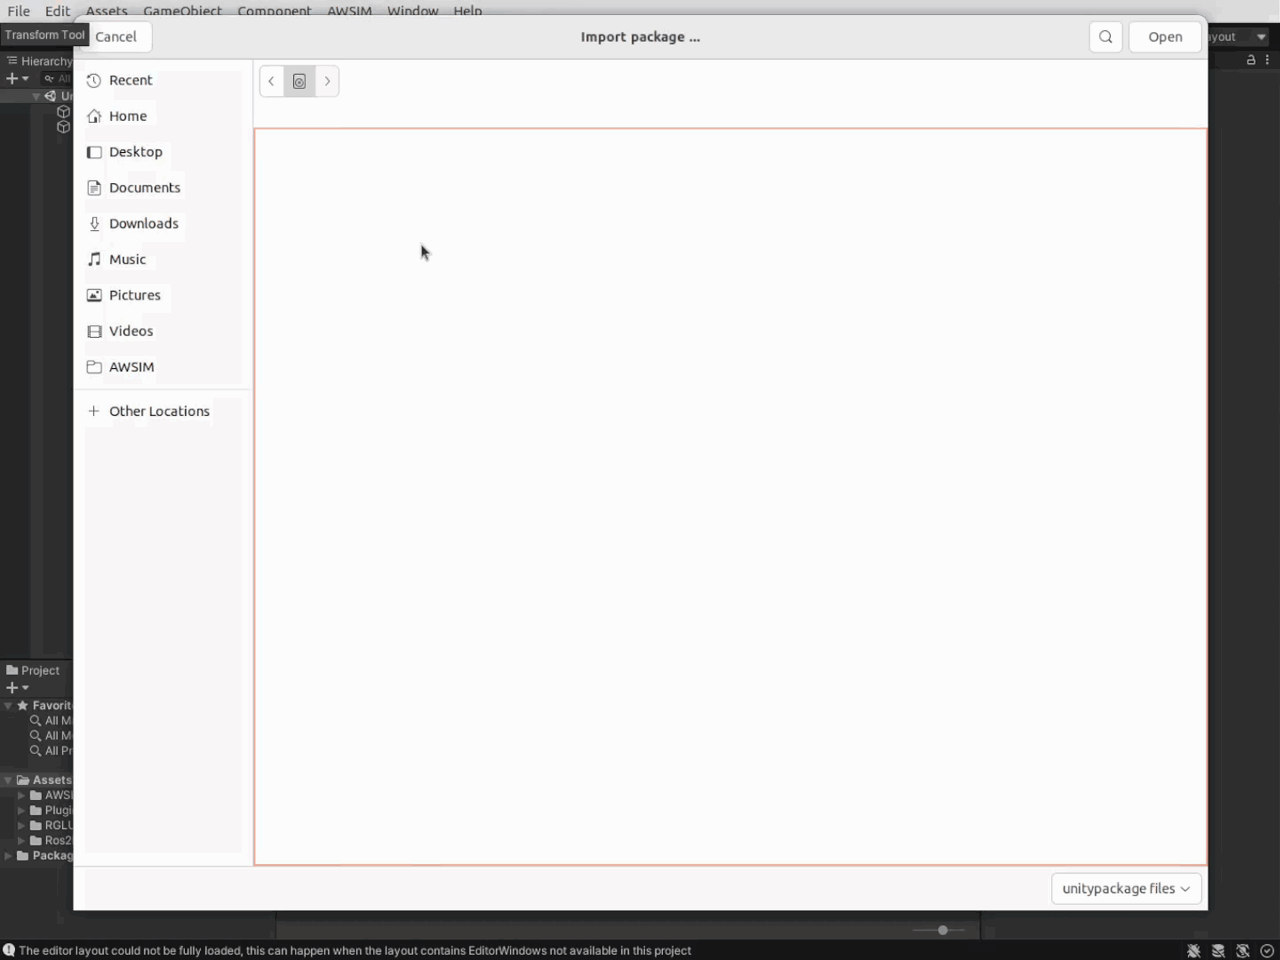 File Edit Assets GameObject Component AWSIM Window Help
Transform Tool
Cancel
Import package ...
Open
ayout
Hierarchy
All
Recent
Home
Desktop
Documents
Downloads
Music
Pictures
Videos
AWSIM
Other Locations
Project
Favorit
All M
All M
All Pr
Assets
AWSI
Plugi
RGLU
Ros2
Packag
unitypackage files
The editor layout could not be fully loaded, this can happen when the layout contains EditorWindows not available in this project